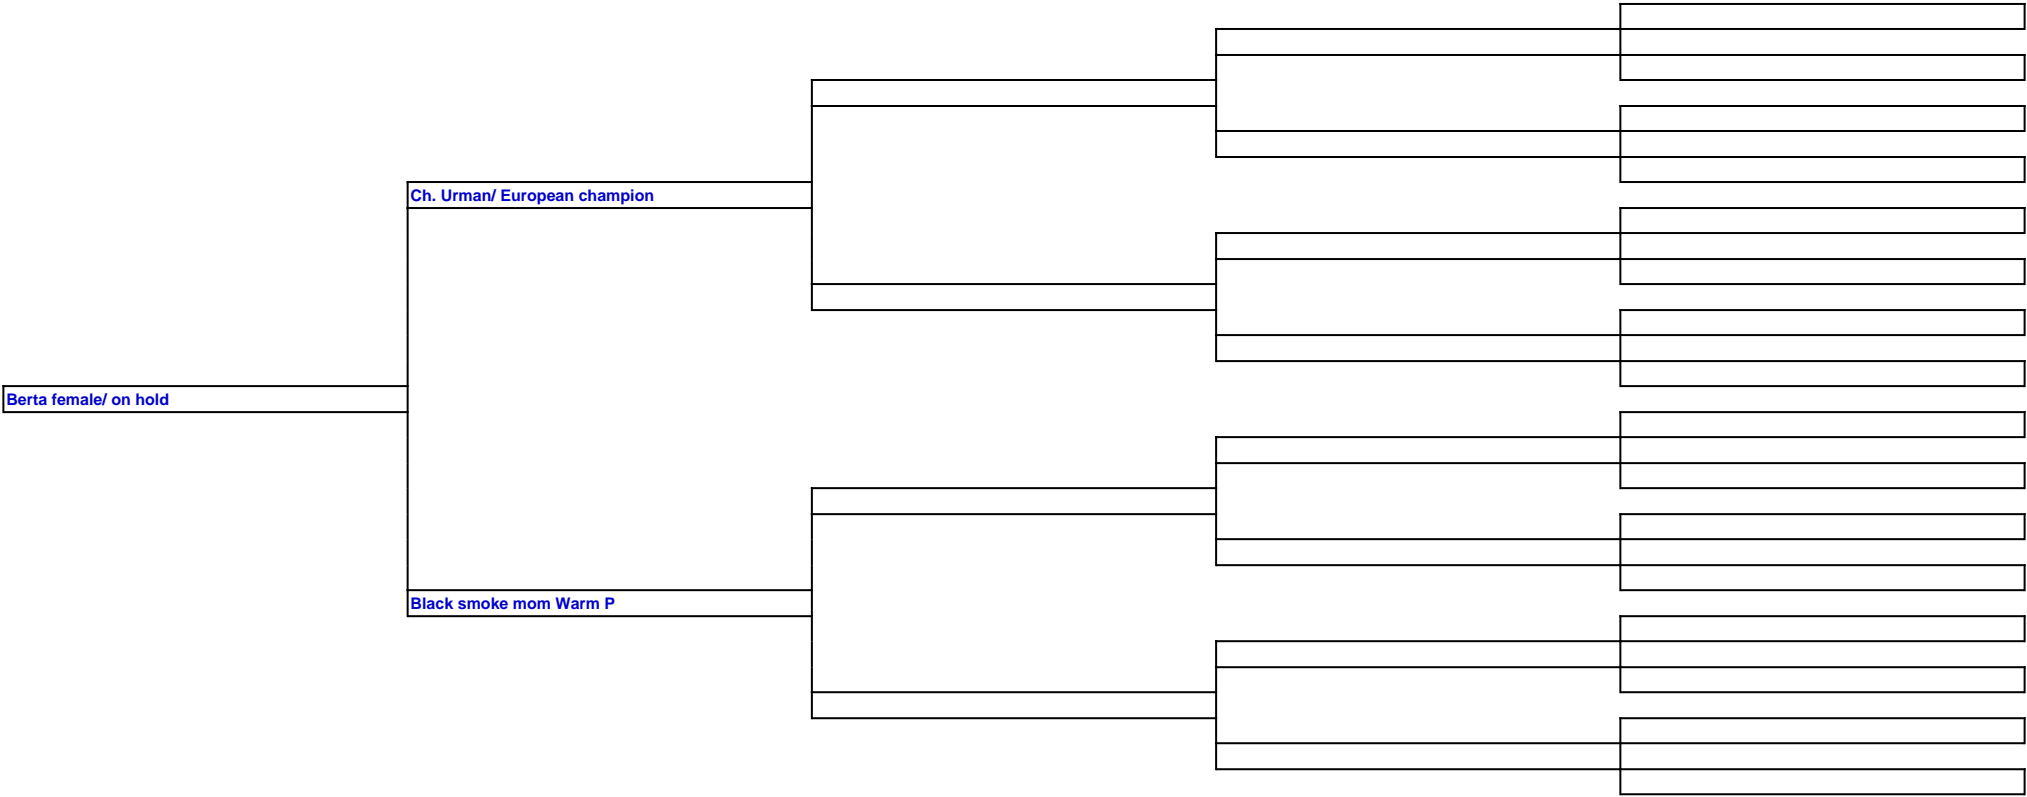 Ch. Urman/ European champion
Berta female/ on hold
Black smoke mom Warm P